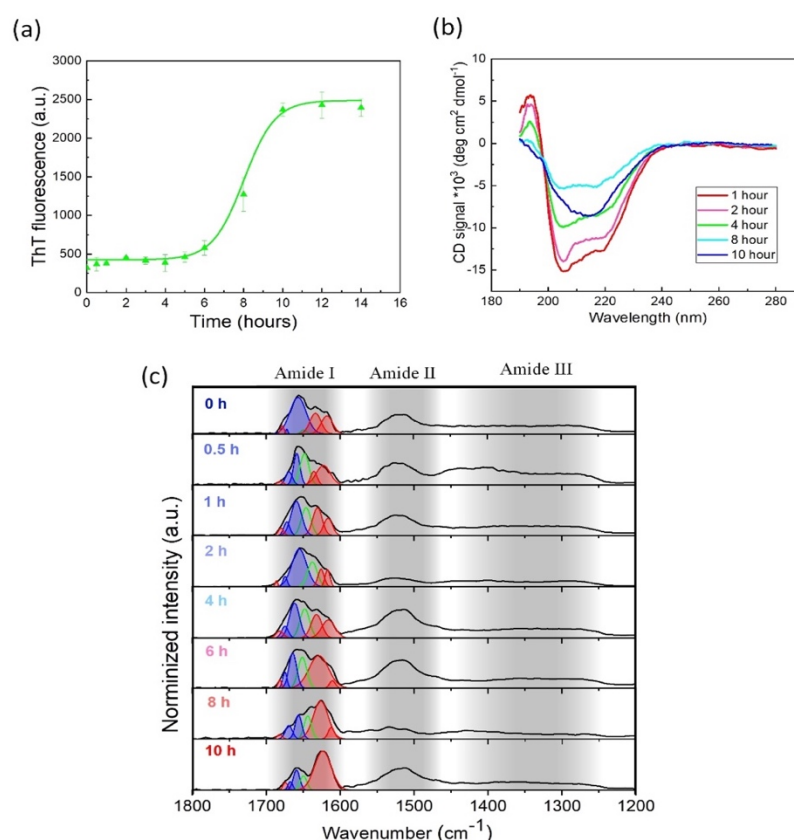 (a)
3000
2500
2000
1500
1000
500
0
ThT fluorescence (a.u.)
0 2 4 6 8 10 12 14 16
Time (hours)
(b)
10
5
0
-5
-10
-15
CD signal *10³ (deg cm² dmol⁻¹)
1 hour
2 hour
4 hour
8 hour
10 hour
180 200 220 240 260 280
Wavelength (nm)
(c)
Amide I Amide II Amide III
0 h
0.5 h
1 h
2 h
4 h
6 h
8 h
10 h
Norminized intensity (a.u.)
1800 1700 1600 1500 1400 1300 1200
Wavenumber (cm⁻¹)